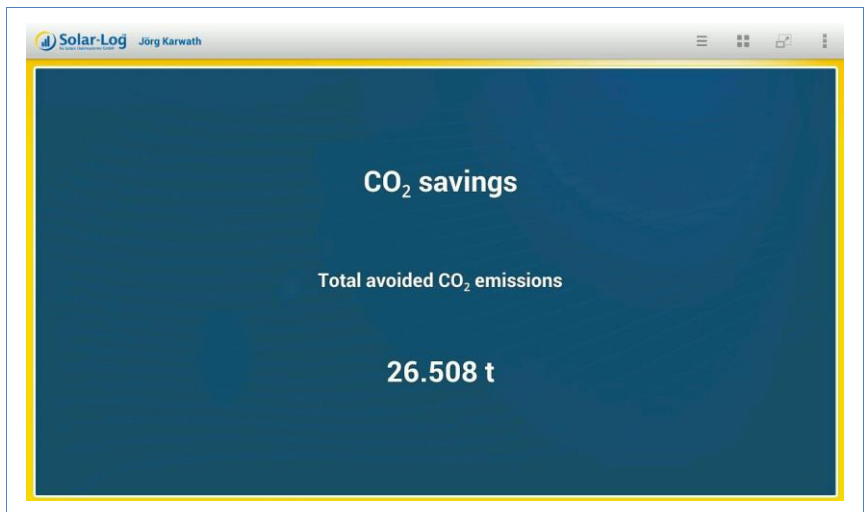 Solar-Log Jörg Karwath
CO₂ savings
Total avoided CO₂ emissions
26.508 t